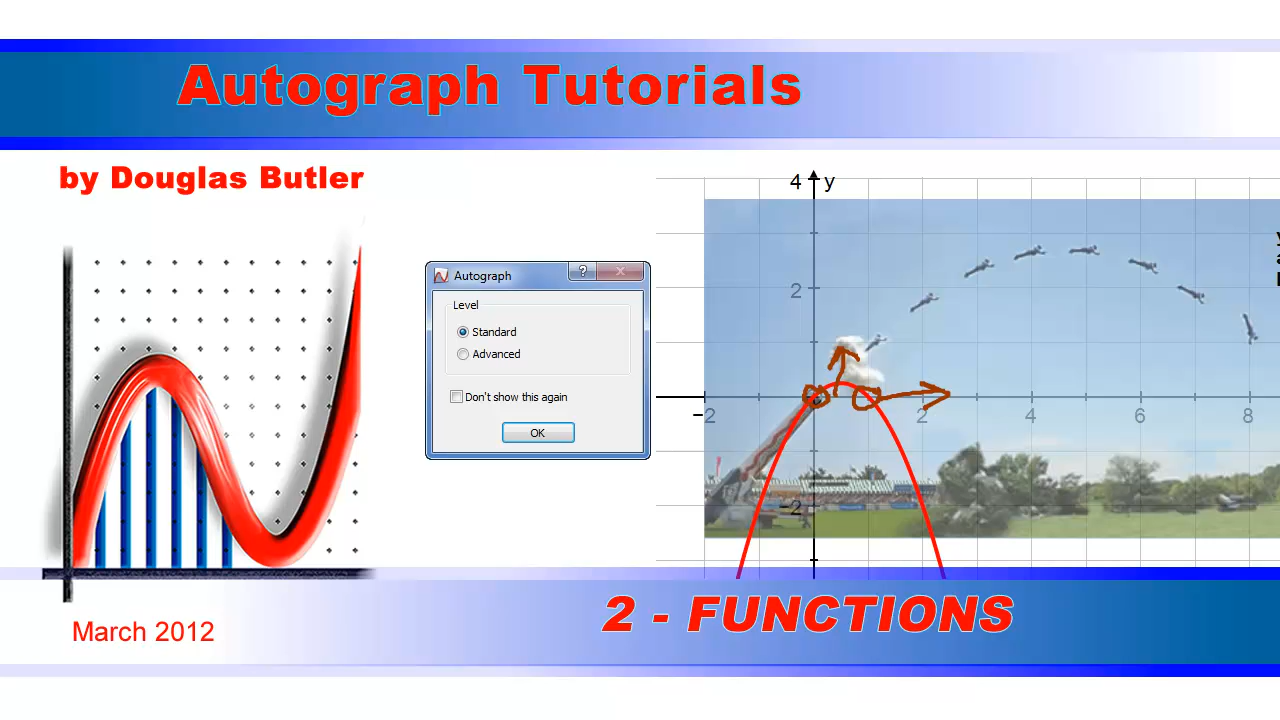 Autograph Tutorials
by Douglas Butler
Autograph
?
Level
Standard
Advanced
Don't show this again
OK
4 y
2
−2 2 4 6 8
−2
2 - FUNCTIONS
March 2012